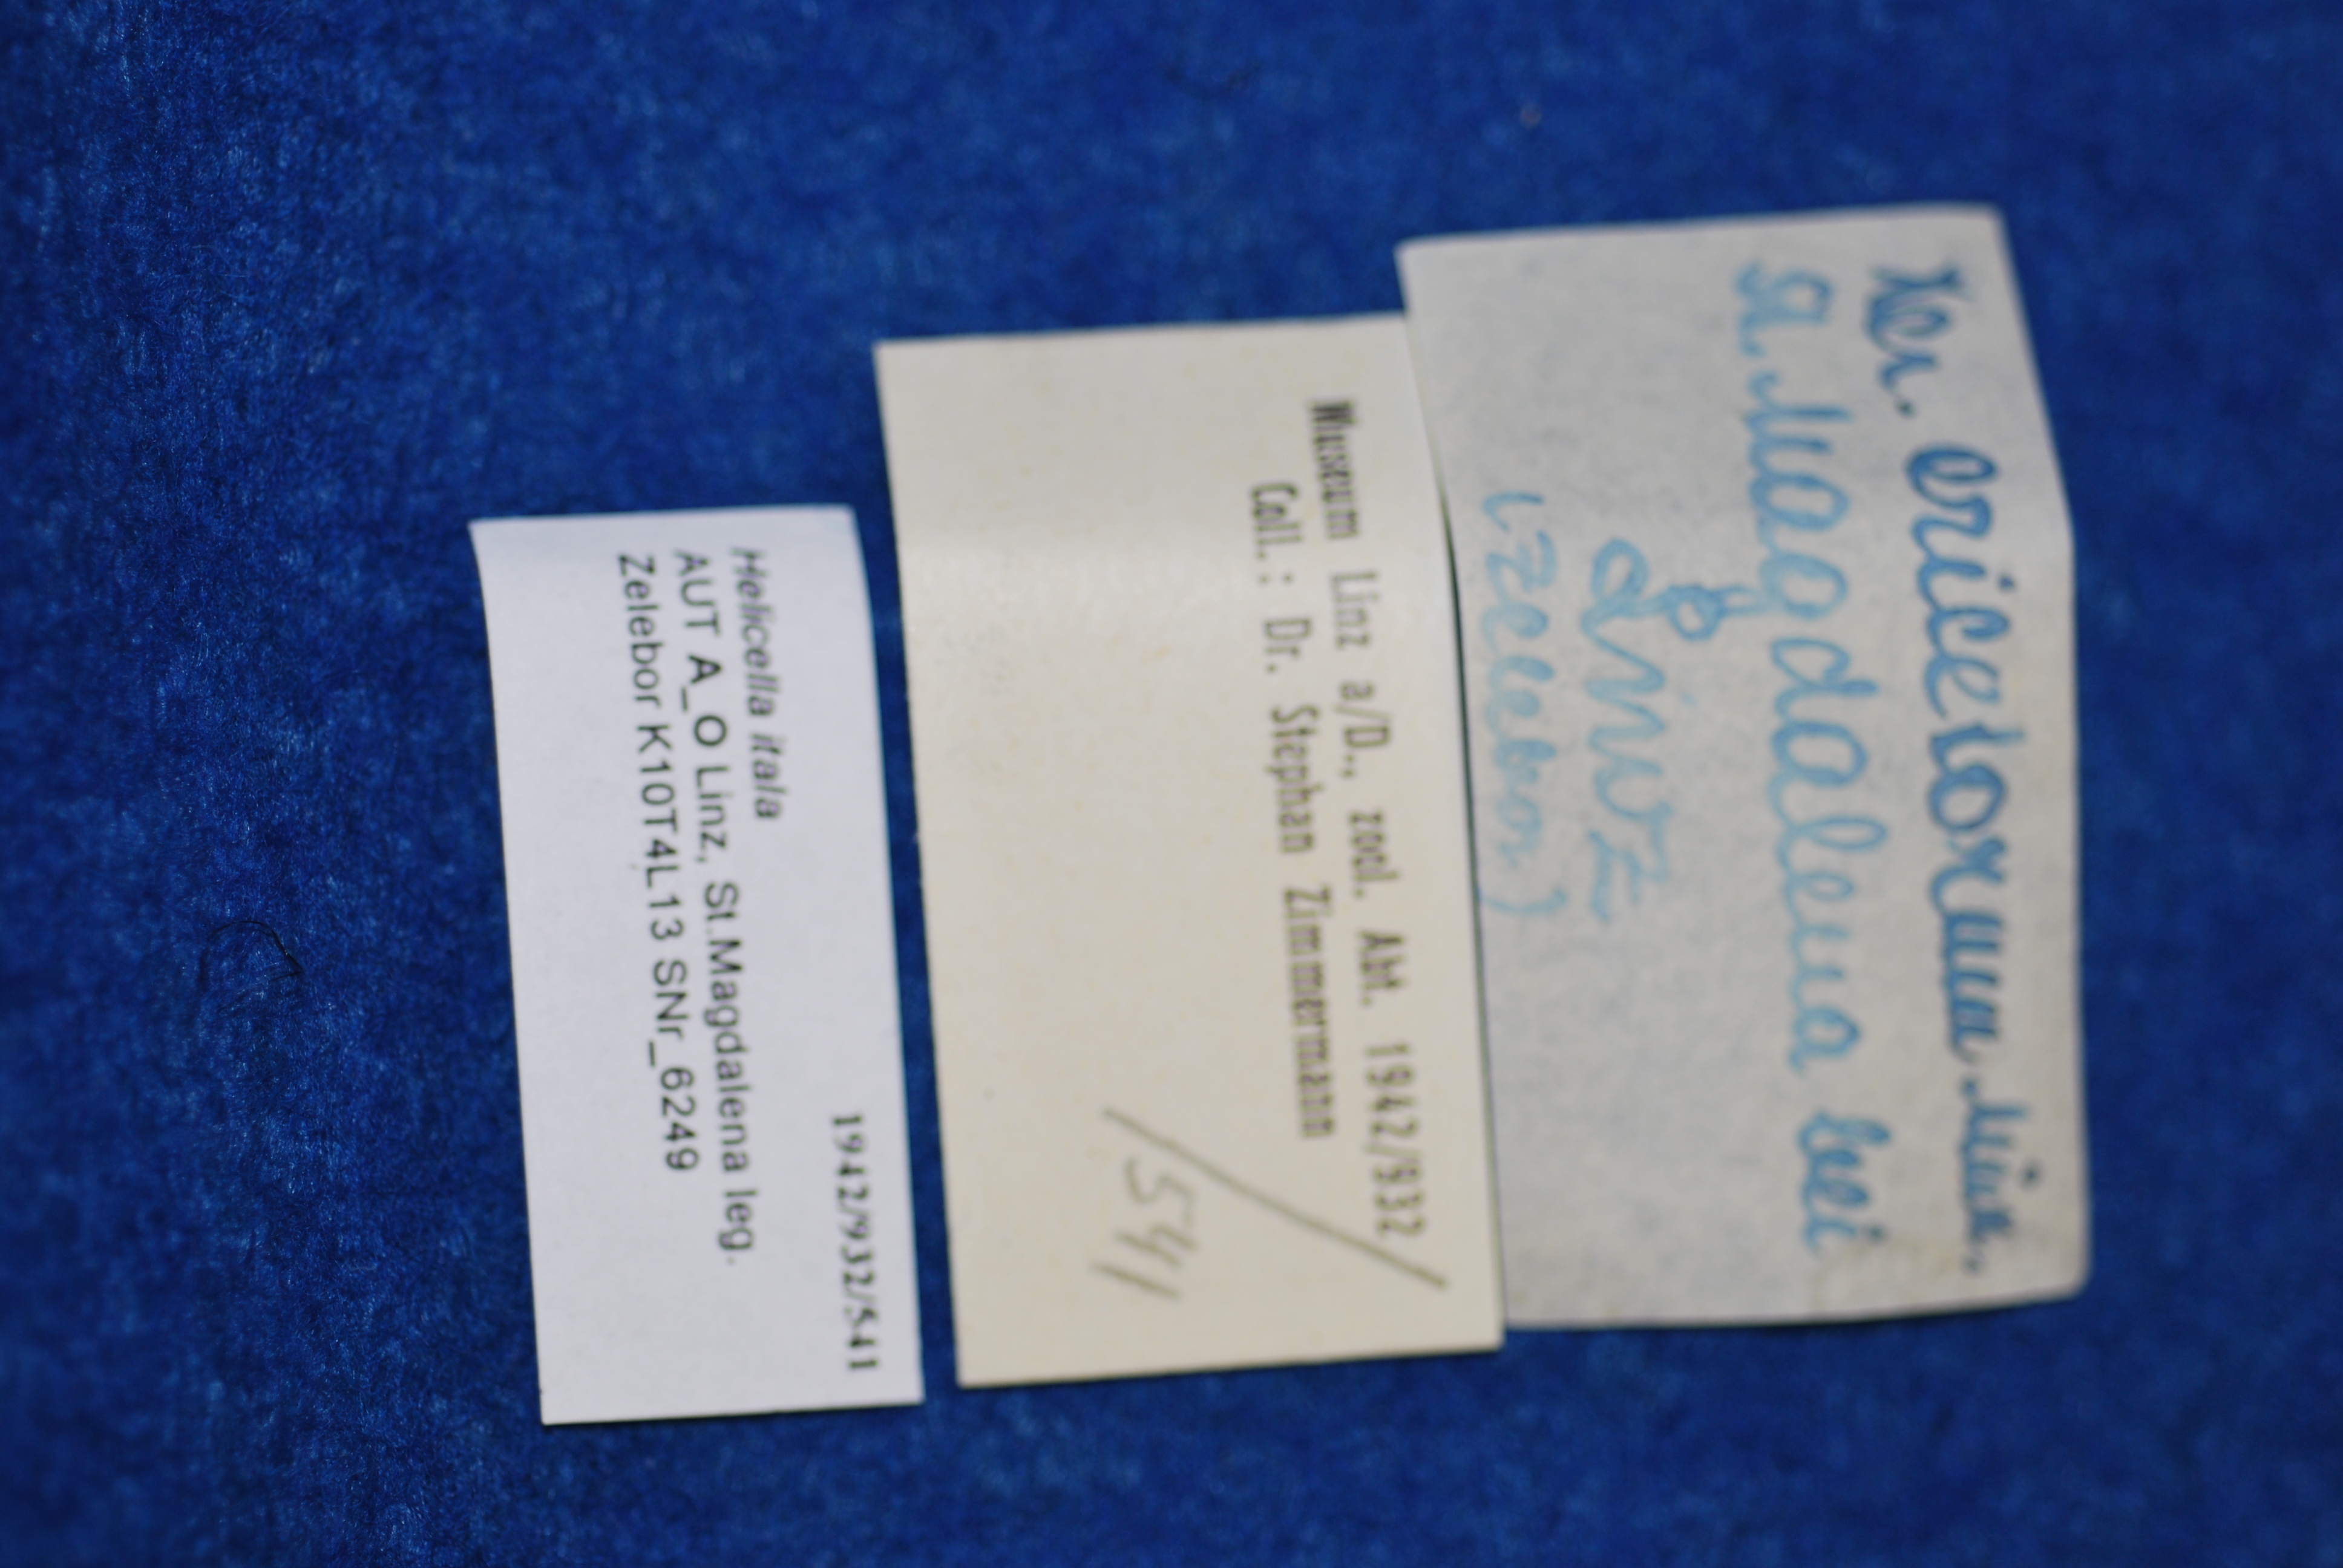 Xer. ericetorum Müll.
St. Magdalena bei
Linz
(Zelebor)
Museum Linz a/D., zool. Abt. 1942/932
Coll.: Dr. Stephan Zimmermann
/541
1942/932/541
Helicella itala
AUT A_O Linz, St.Magdalena leg.
Zelebor K10T4L13 SNr_6249